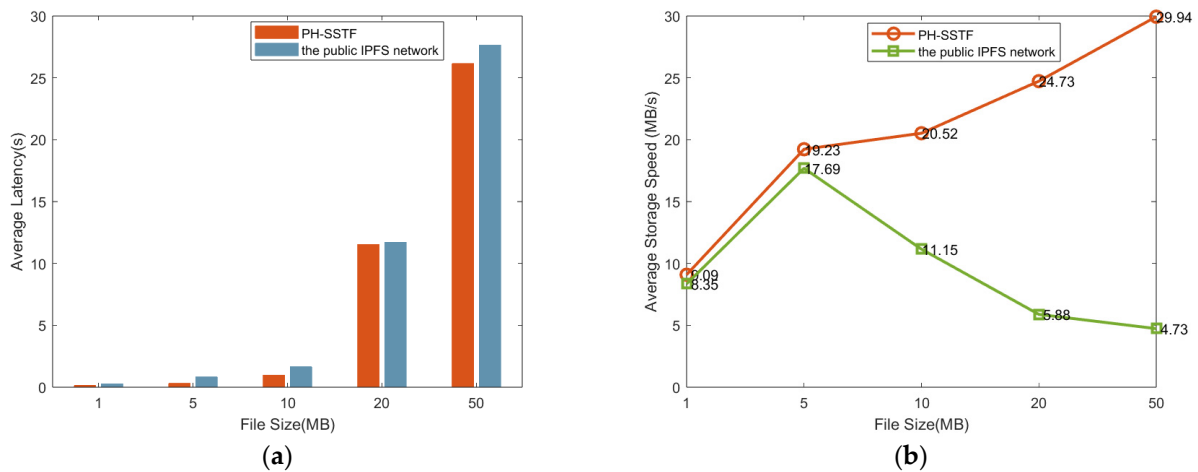 PH-SSTF
the public IPFS network
30
25
20
15
10
5
0
Average Latency(s)
1 5 10 20 50
File Size(MB)
(a)
PH-SSTF
the public IPFS network
30
25
20
15
10
5
0
Average Storage Speed (MB/s)
29.94
24.73
20.52
19.23
17.69
11.15
9.09
8.35
5.88
4.73
1 5 10 20 50
File Size(MB)
(b)